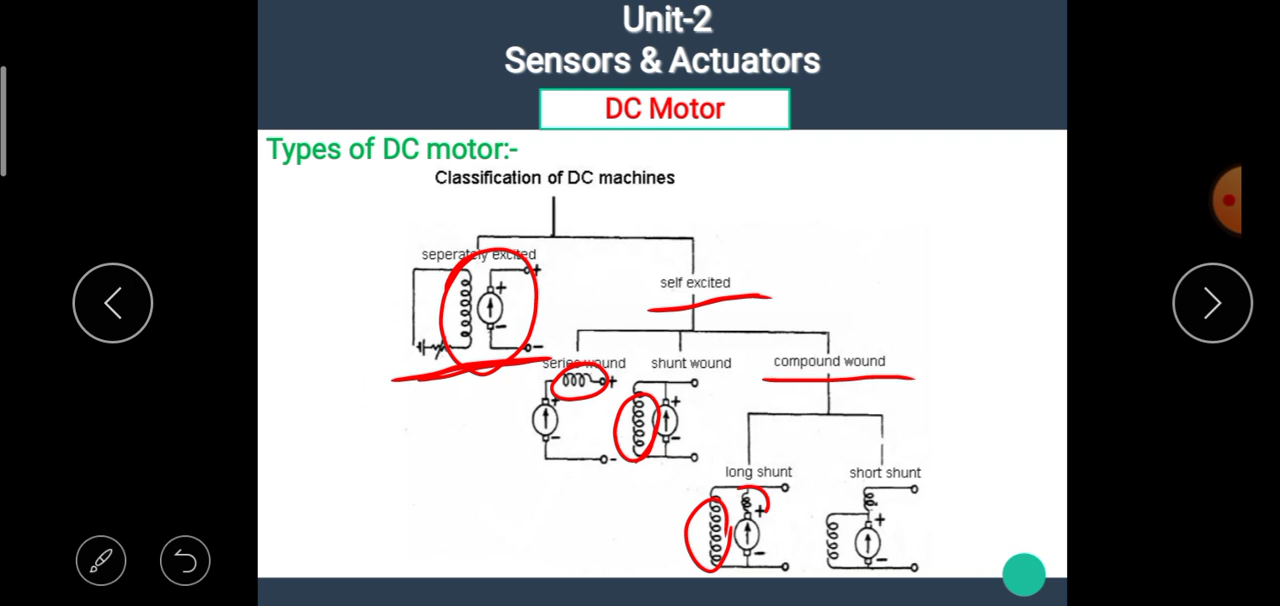 Unit-2
Sensors & Actuators
DC Motor
Types of DC motor:-
Classification of DC machines
seperately excited
self excited
series wound
shunt wound
compound wound
long shunt
short shunt